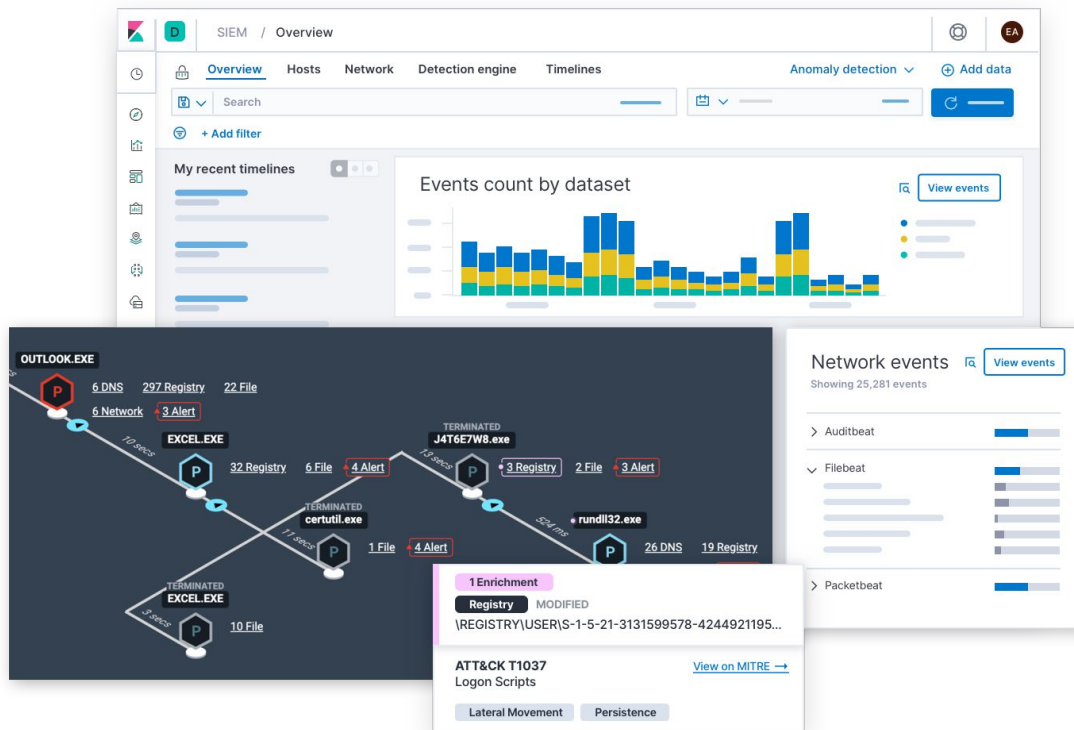 D SIEM / Overview EA
Overview Hosts Network Detection engine Timelines Anomaly detection Add data
Search
+ Add filter
My recent timelines
Events count by dataset
View events
OUTLOOK.EXE
P
6 DNS 297 Registry 22 File
6 Network 3 Alert
10 secs
EXCEL.EXE
P
32 Registry 6 File 4 Alert
TERMINATED
J4T6E7W8.exe
13 secs
P
3 Registry 2 File 3 Alert
TERMINATED
certutil.exe
11 secs
P
1 File 4 Alert
524 ms
rundll32.exe
P
26 DNS 19 Registry
TERMINATED
EXCEL.EXE
3 secs
P
10 File
1 Enrichment
Registry MODIFIED
\REGISTRY\USER\S-1-5-21-3131599578-4244921195...
ATT&CK T1037
View on MITRE →
Logon Scripts
Lateral Movement Persistence
Network events
View events
Showing 25,281 events
Auditbeat
Filebeat
Packetbeat